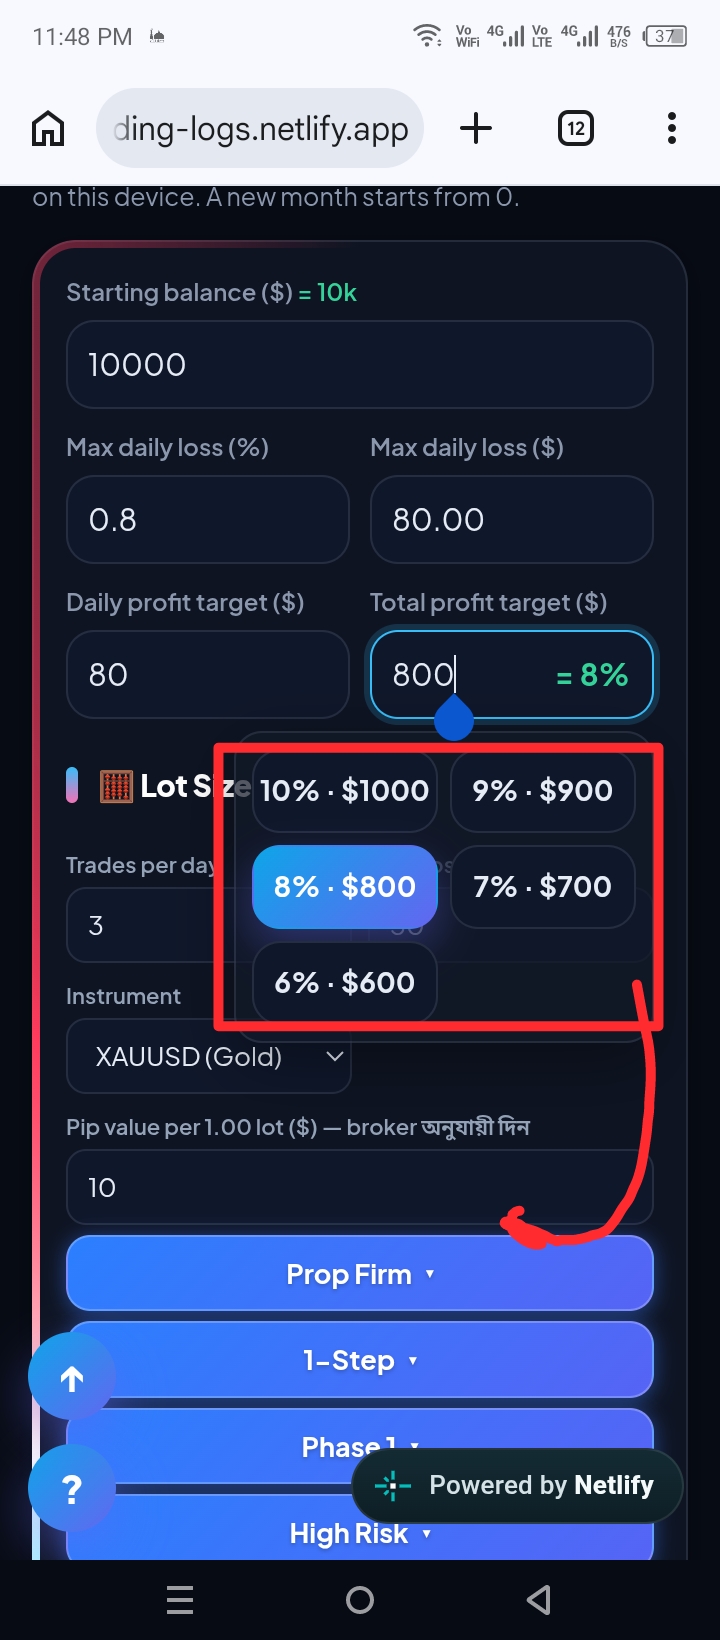 11:48 PM
Vo WiFi 4G Vo LTE 4G 476 B/S 37
ding-logs.netlify.app
12
on this device. A new month starts from 0.
Starting balance ($) = 10k
10000
Max daily loss (%) Max daily loss ($)
0.8 80.00
Daily profit target ($) Total profit target ($)
80 800 = 8%
🧮 Lot Size
10% · $1000 9% · $900
Trades per day
8% · $800 7% · $700
3
6% · $600
Instrument
XAUUSD (Gold)
Pip value per 1.00 lot ($) — broker অনুযায়ী দিন
10
Prop Firm ▼
1-Step ▼
Phase 1 ▼
?
Powered by Netlify
High Risk ▼